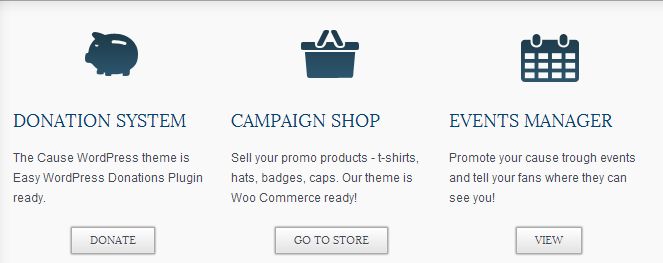 DONATION SYSTEM
The Cause WordPress theme is
Easy WordPress Donations Plugin
ready.
DONATE
CAMPAIGN SHOP
Sell your promo products - t-shirts,
hats, badges, caps. Our theme is
Woo Commerce ready!
GO TO STORE
EVENTS MANAGER
Promote your cause trough events
and tell your fans where they can
see you!
VIEW